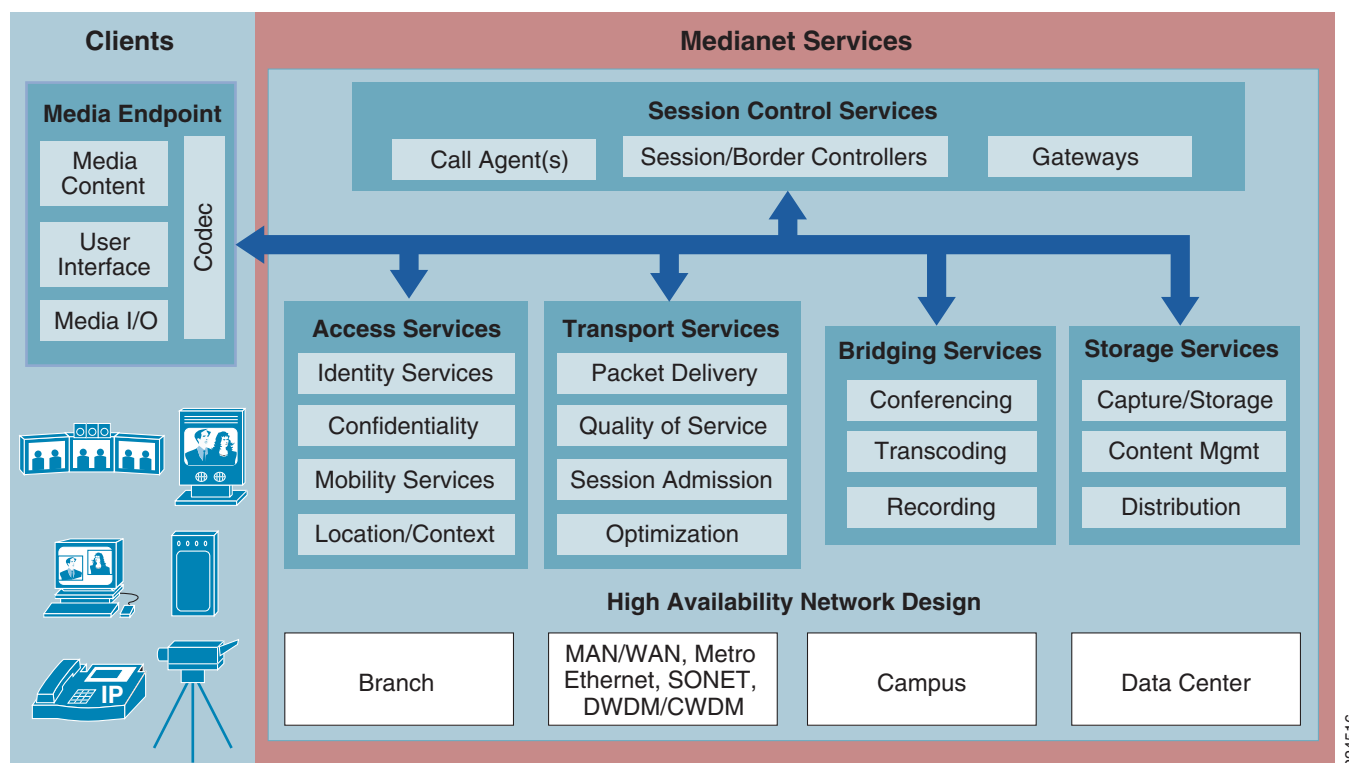 Clients
Medianet Services
Media Endpoint
Media
Content
User
Interface
Media I/O
Codec
Session Control Services
Call Agent(s)
Session/Border Controllers
Gateways
Access Services
Identity Services
Confidentiality
Mobility Services
Location/Context
Transport Services
Packet Delivery
Quality of Service
Session Admission
Optimization
Bridging Services
Conferencing
Transcoding
Recording
Storage Services
Capture/Storage
Content Mgmt
Distribution
IP
High Availability Network Design
Branch
MAN/WAN, Metro
Ethernet, SONET,
DWDM/CWDM
Campus
Data Center